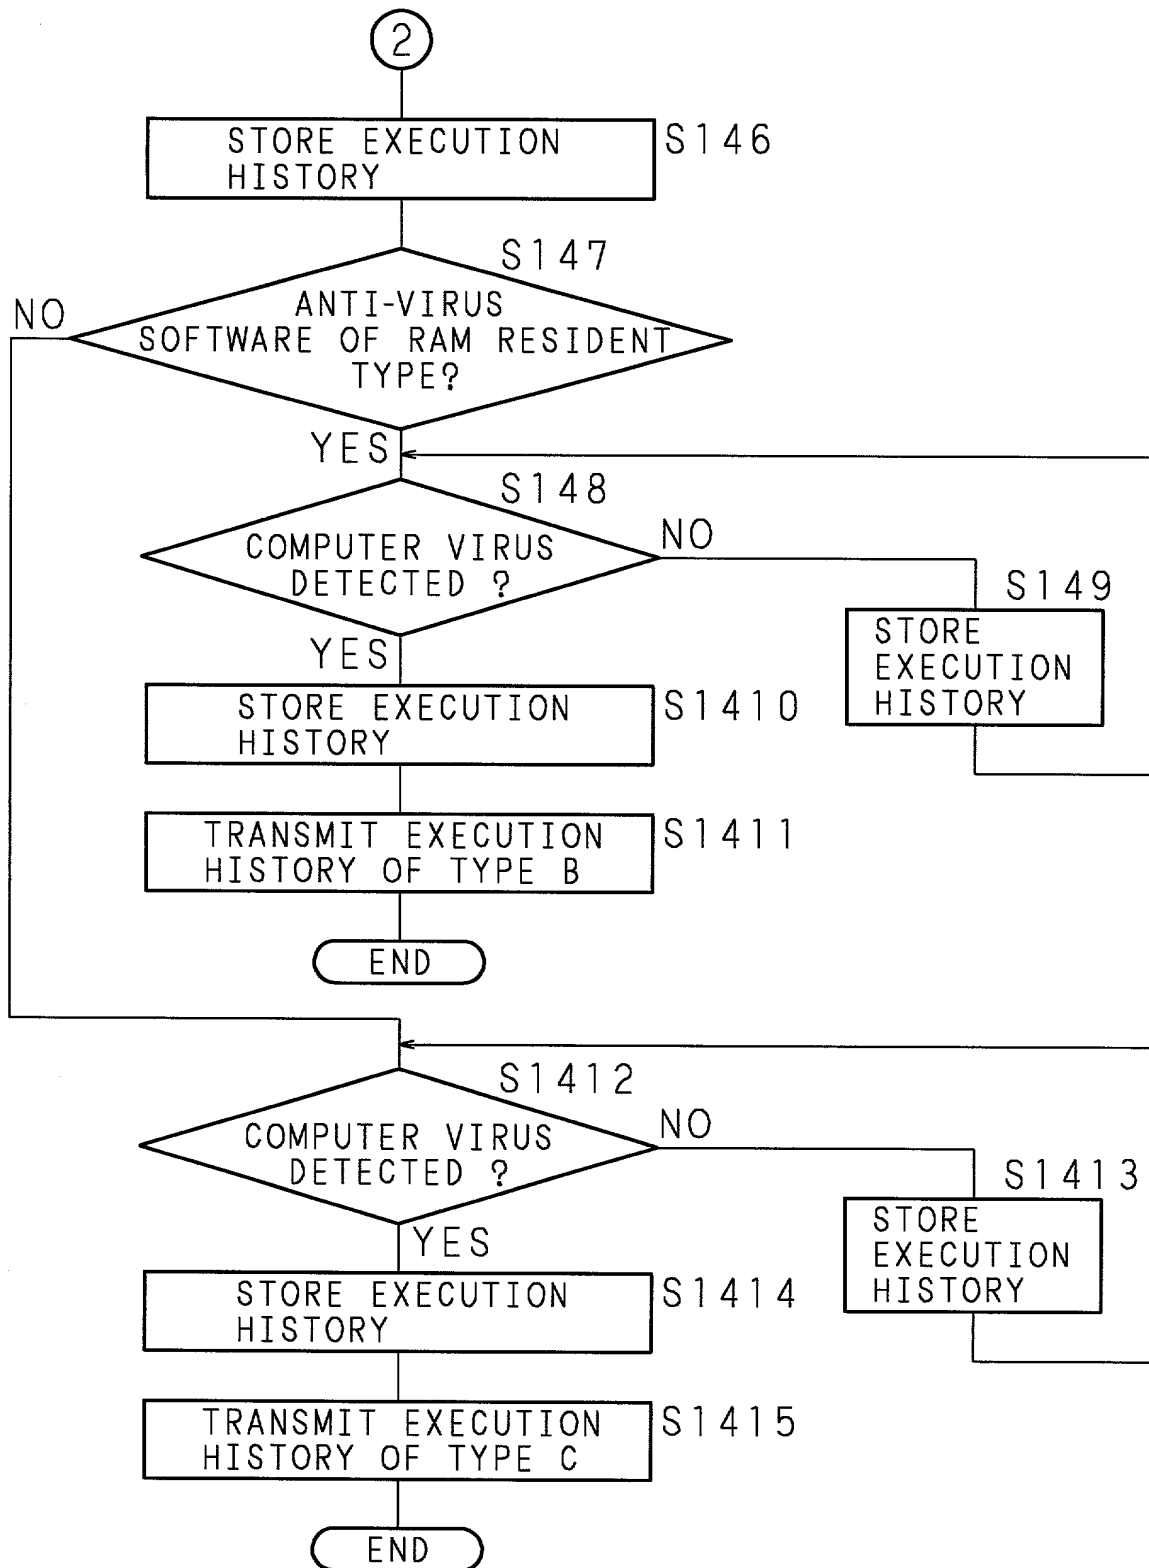 2
STORE EXECUTION
HISTORY
S146
S147
NO
ANTI-VIRUS
SOFTWARE OF RAM RESIDENT
TYPE?
YES
S148
COMPUTER VIRUS
DETECTED ?
NO
S149
STORE
EXECUTION
HISTORY
YES
STORE EXECUTION
HISTORY
S1410
TRANSMIT EXECUTION
HISTORY OF TYPE B
S1411
END
S1412
COMPUTER VIRUS
DETECTED ?
NO
S1413
STORE
EXECUTION
HISTORY
YES
STORE EXECUTION
HISTORY
S1414
TRANSMIT EXECUTION
HISTORY OF TYPE C
S1415
END